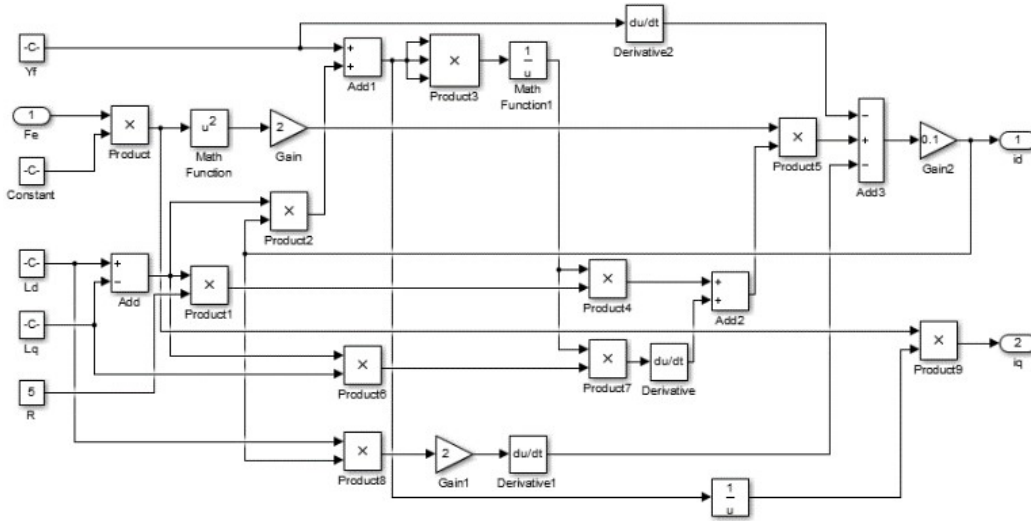 -C-
Yf
1
Fe
-C-
Constant
×
Product
u²
Math
Function
2
Gain
+
+
Add1
×
Product3
1
u
Math
Function1
du/dt
Derivative2
×
Product5
−
+
−
Add3
0.1
Gain2
1
id
×
Product2
-C-
Ld
-C-
Lq
5
R
+
−
Add
×
Product1
×
Product4
+
+
Add2
×
Product6
×
Product7
du/dt
Derivative
×
Product9
2
iq
×
Product8
2
Gain1
du/dt
Derivative1
1
u